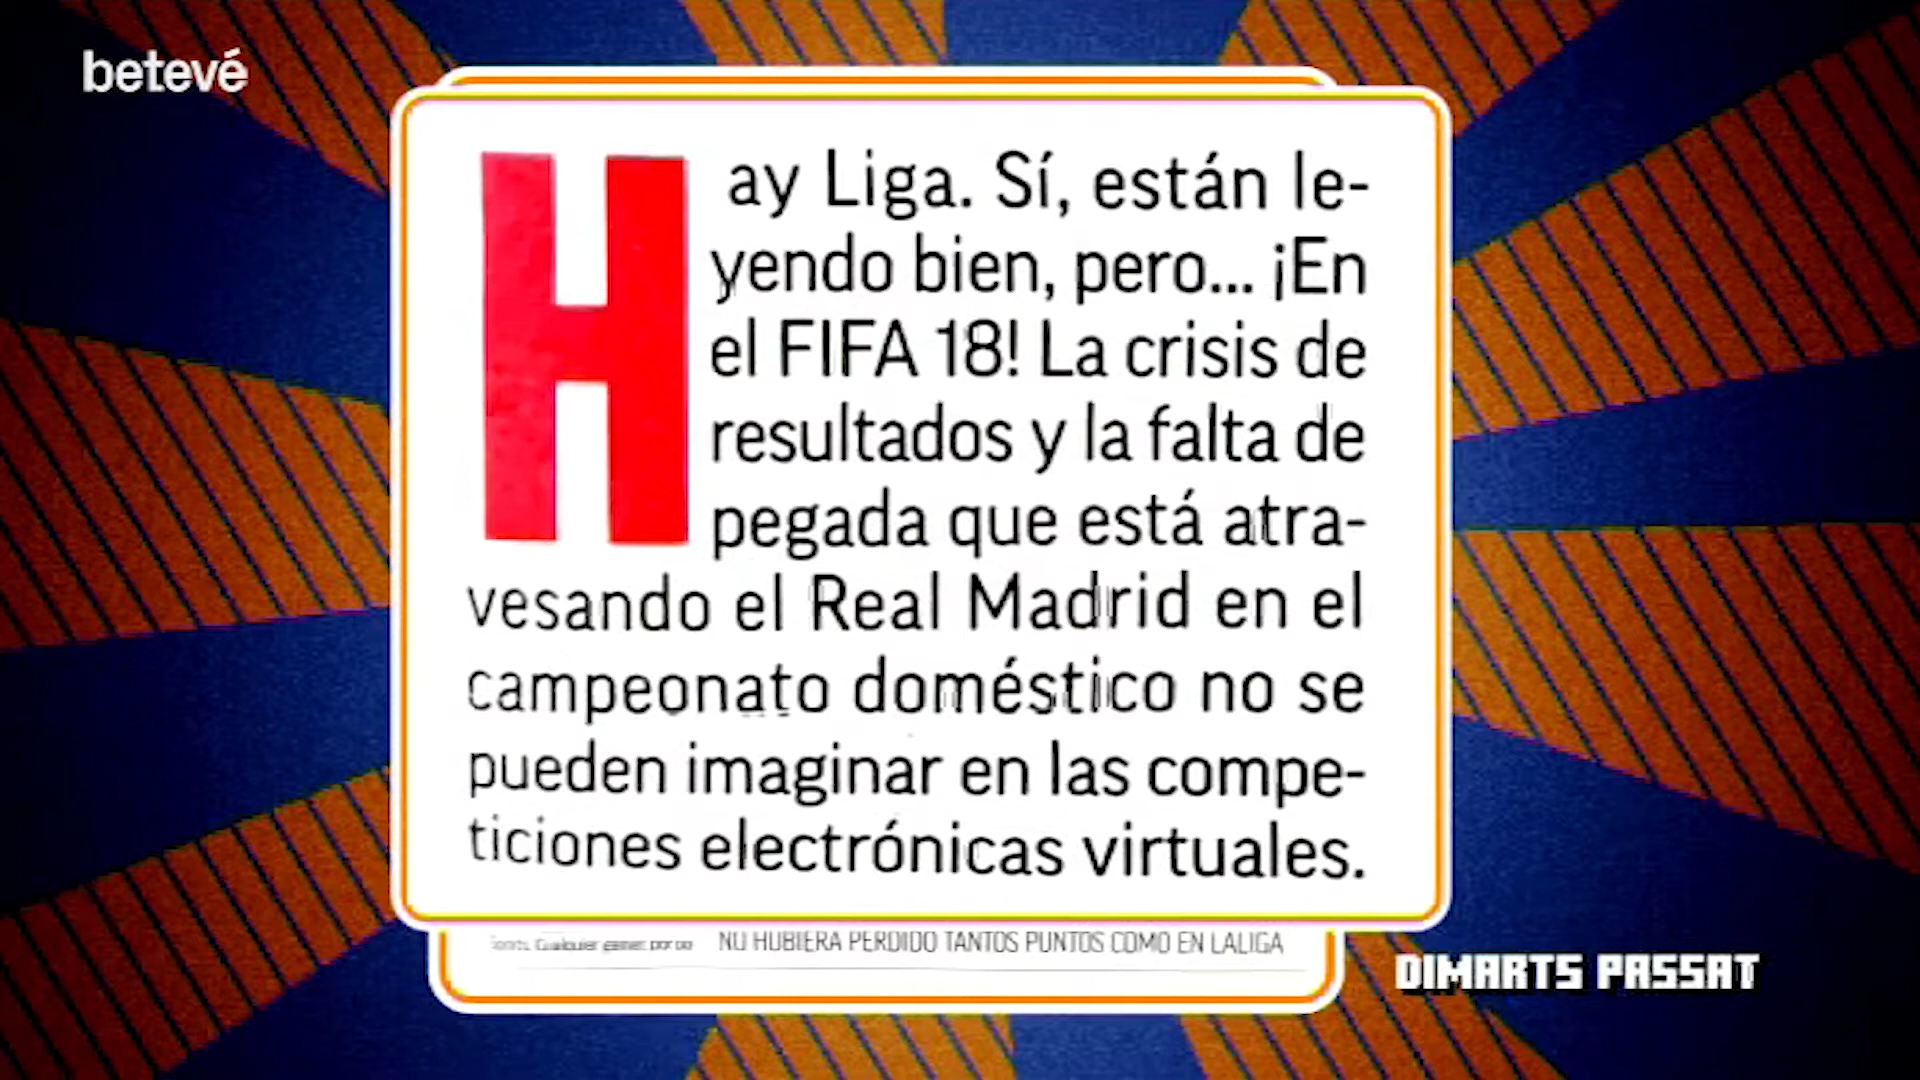 betevé
Hay Liga. Sí, están le-
yendo bien, pero... ¡En
el FIFA 18! La crisis de
resultados y la falta de
pegada que está atra-
vesando el Real Madrid en el
campeonato doméstico no se
pueden imaginar en las compe-
ticiones electrónicas virtuales.
NO HUBIERA PERDIDO TANTOS PUNTOS COMO EN LALIGA
DIMARTS PASSAT